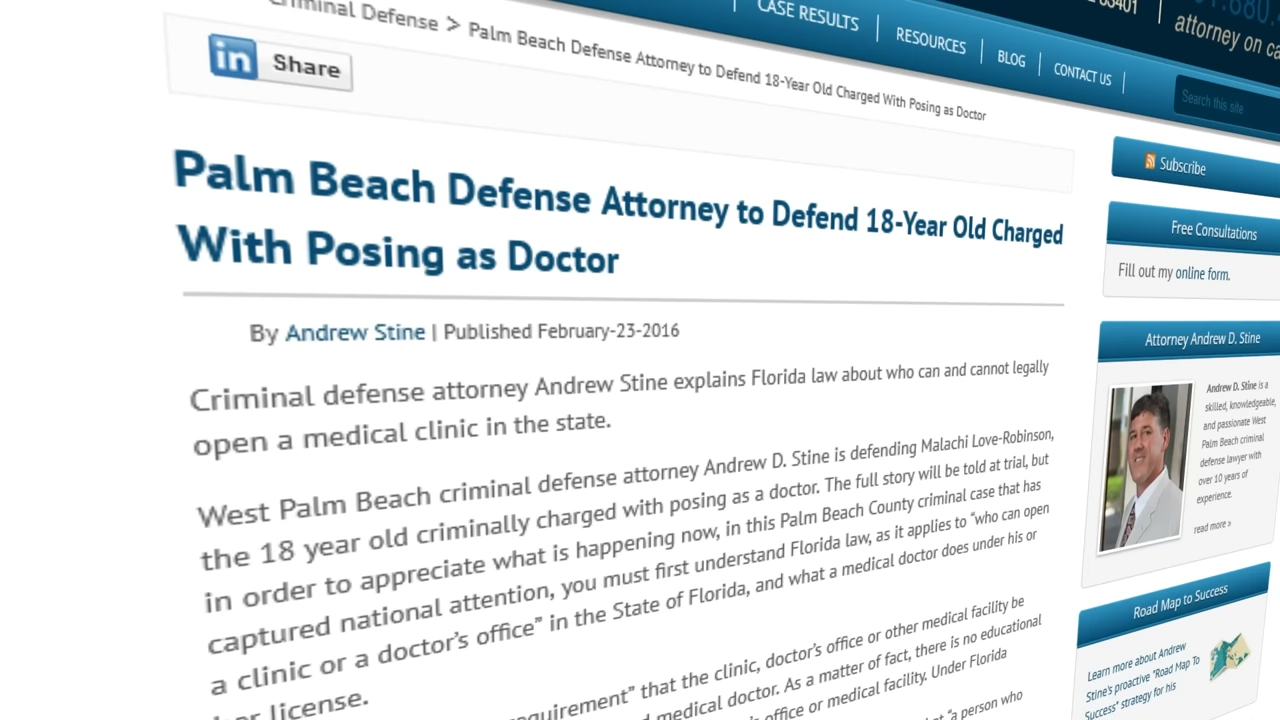 33401
attorney on
CASE RESULTS
RESOURCES
BLOG
CONTACT US
Search this site
Criminal Defense > Palm Beach Defense Attorney to Defend 18-Year Old Charged With Posing as Doctor
in Share
Palm Beach Defense Attorney to Defend 18-Year Old Charged
With Posing as Doctor
By Andrew Stine | Published February-23-2016
Criminal defense attorney Andrew Stine explains Florida law about who can and cannot legally
open a medical clinic in the state.
West Palm Beach criminal defense attorney Andrew D. Stine is defending Malachi Love-Robinson,
the 18 year old criminally charged with posing as a doctor. The full story will be told at trial, but
in order to appreciate what is happening now, in this Palm Beach County criminal case that has
captured national attention, you must first understand Florida law, as it applies to “who can open
a clinic or a doctor’s office” in the State of Florida, and what a medical doctor does under his or
license.
that the clinic, doctor’s office or other medical facility be
medical doctor. As a matter of fact, there is no educational
office or medical facility. Under Florida
“a person who
Subscribe
Free Consultations
Fill out my online form.
Attorney Andrew D. Stine
Andrew D. Stine is a
skilled, knowledgeable,
and passionate West
Palm Beach criminal
defense lawyer with
over 10 years of
experience.
read more »
Road Map to Success
Learn more about Andrew
Stine's proactive "Road Map To
Success" strategy for his